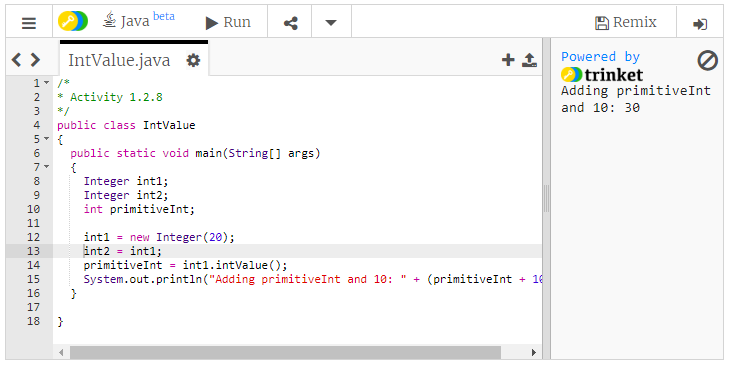 Java beta
Run
Remix
IntValue.java
1 /*
2 * Activity 1.2.8
3 */
4 public class IntValue
5 {
6 public static void main(String[] args)
7 {
8 Integer int1;
9 Integer int2;
10 int primitiveInt;
11
12 int1 = new Integer(20);
13 int2 = int1;
14 primitiveInt = int1.intValue();
15 System.out.println("Adding primitiveInt and 10: " + (primitiveInt + 10
16 }
17
18 }
Powered by
trinket
Adding primitiveInt
and 10: 30